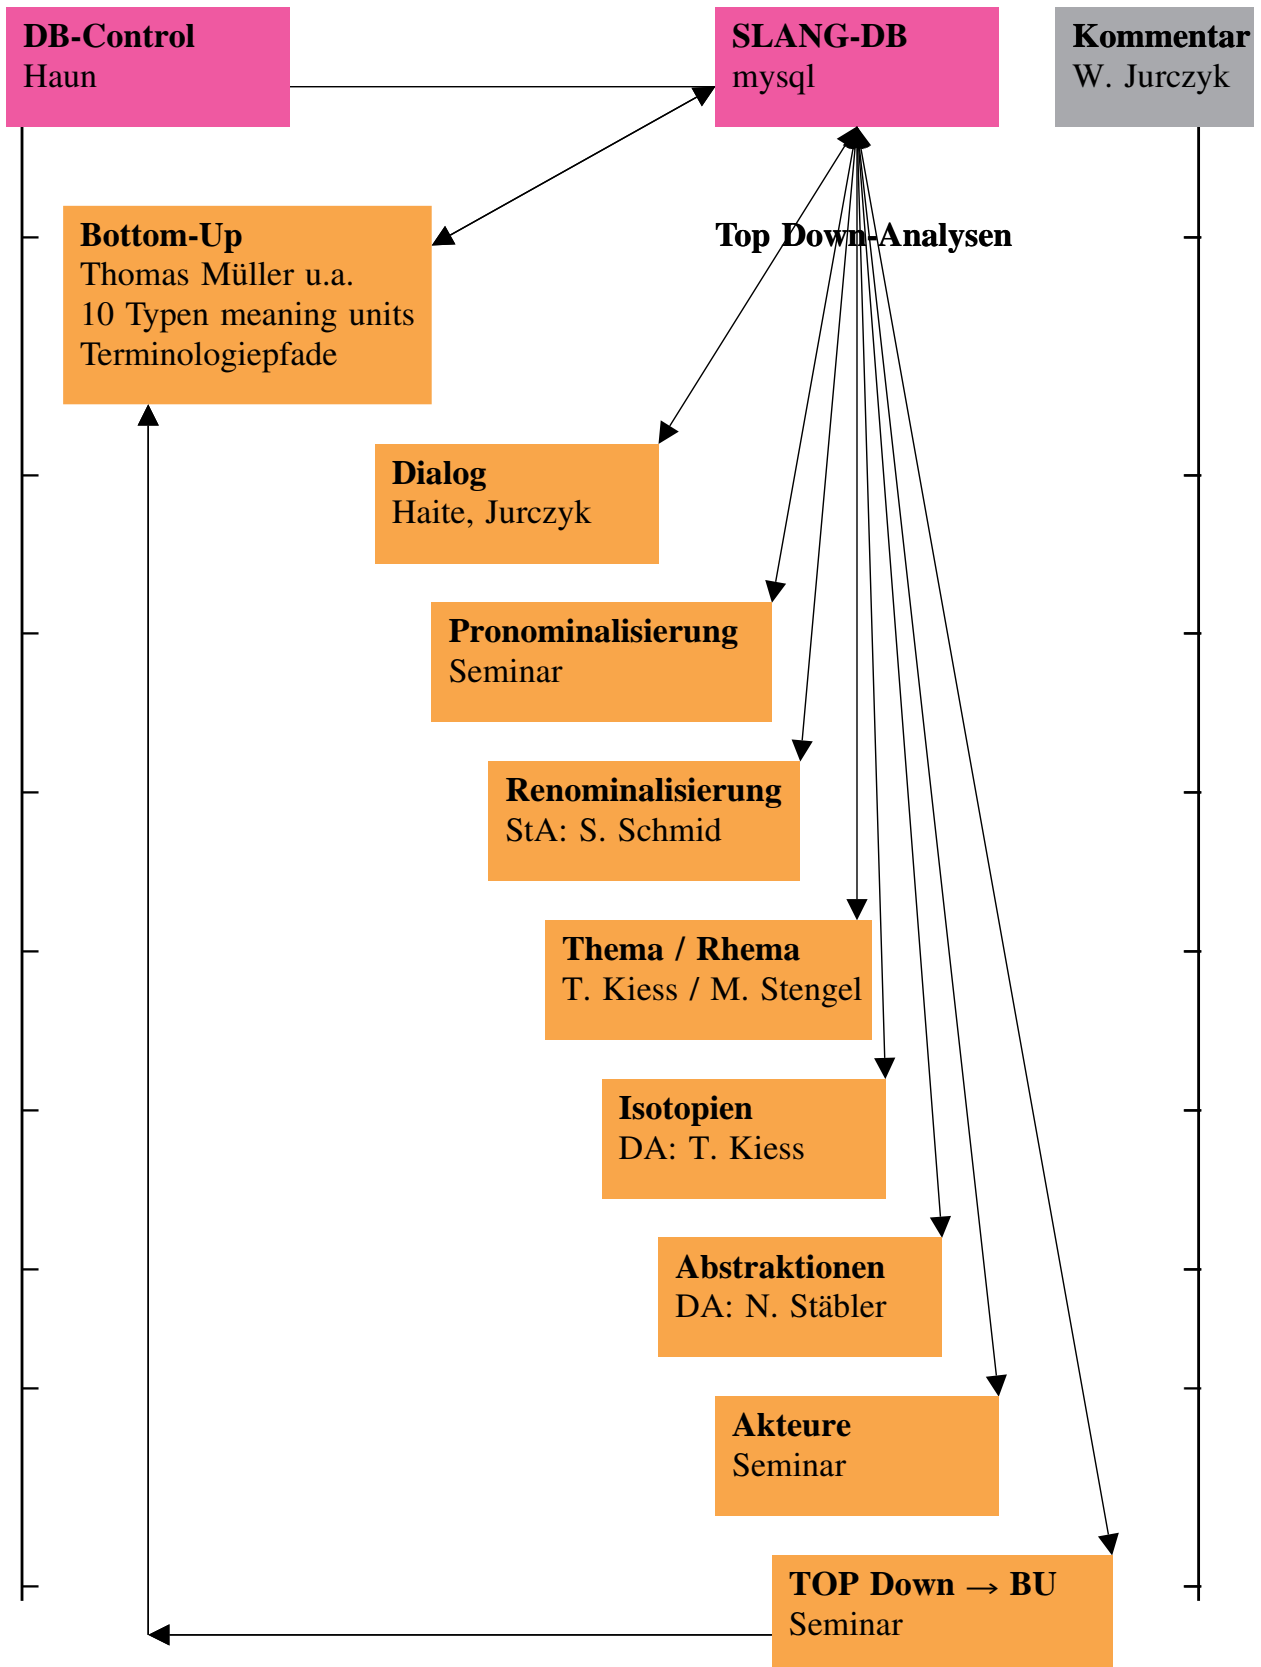 DB-Control
Haun
SLANG-DB
mysql
Kommentar
W. Jurczyk
Bottom-Up
Thomas Müller u.a.
10 Typen meaning units
Terminologiepfade
Top Down-Analysen
Dialog
Haite, Jurczyk
Pronominalisierung
Seminar
Renominalisierung
StA: S. Schmid
Thema / Rhema
T. Kiess / M. Stengel
Isotopien
DA: T. Kiess
Abstraktionen
DA: N. Stäbler
Akteure
Seminar
TOP Down → BU
Seminar